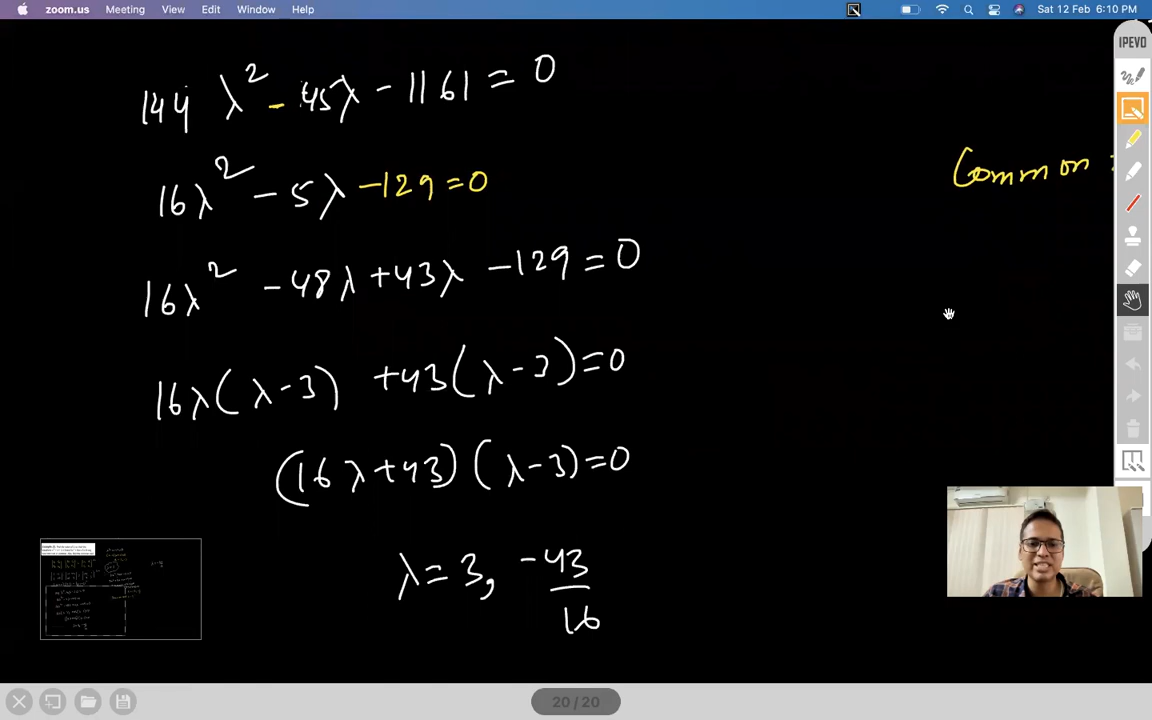 zoom.us Meeting View Edit Window Help Sat 12 Feb 6:10 PM
IPEVO
144 λ² - 45λ - 1161 = 0
Common
16λ² - 5λ - 129 = 0
16λ² - 48λ + 43λ - 129 = 0
16λ(λ - 3) + 43(λ - 3) = 0
(16λ + 43)(λ - 3) = 0
λ = 3, -43/16
20 / 20